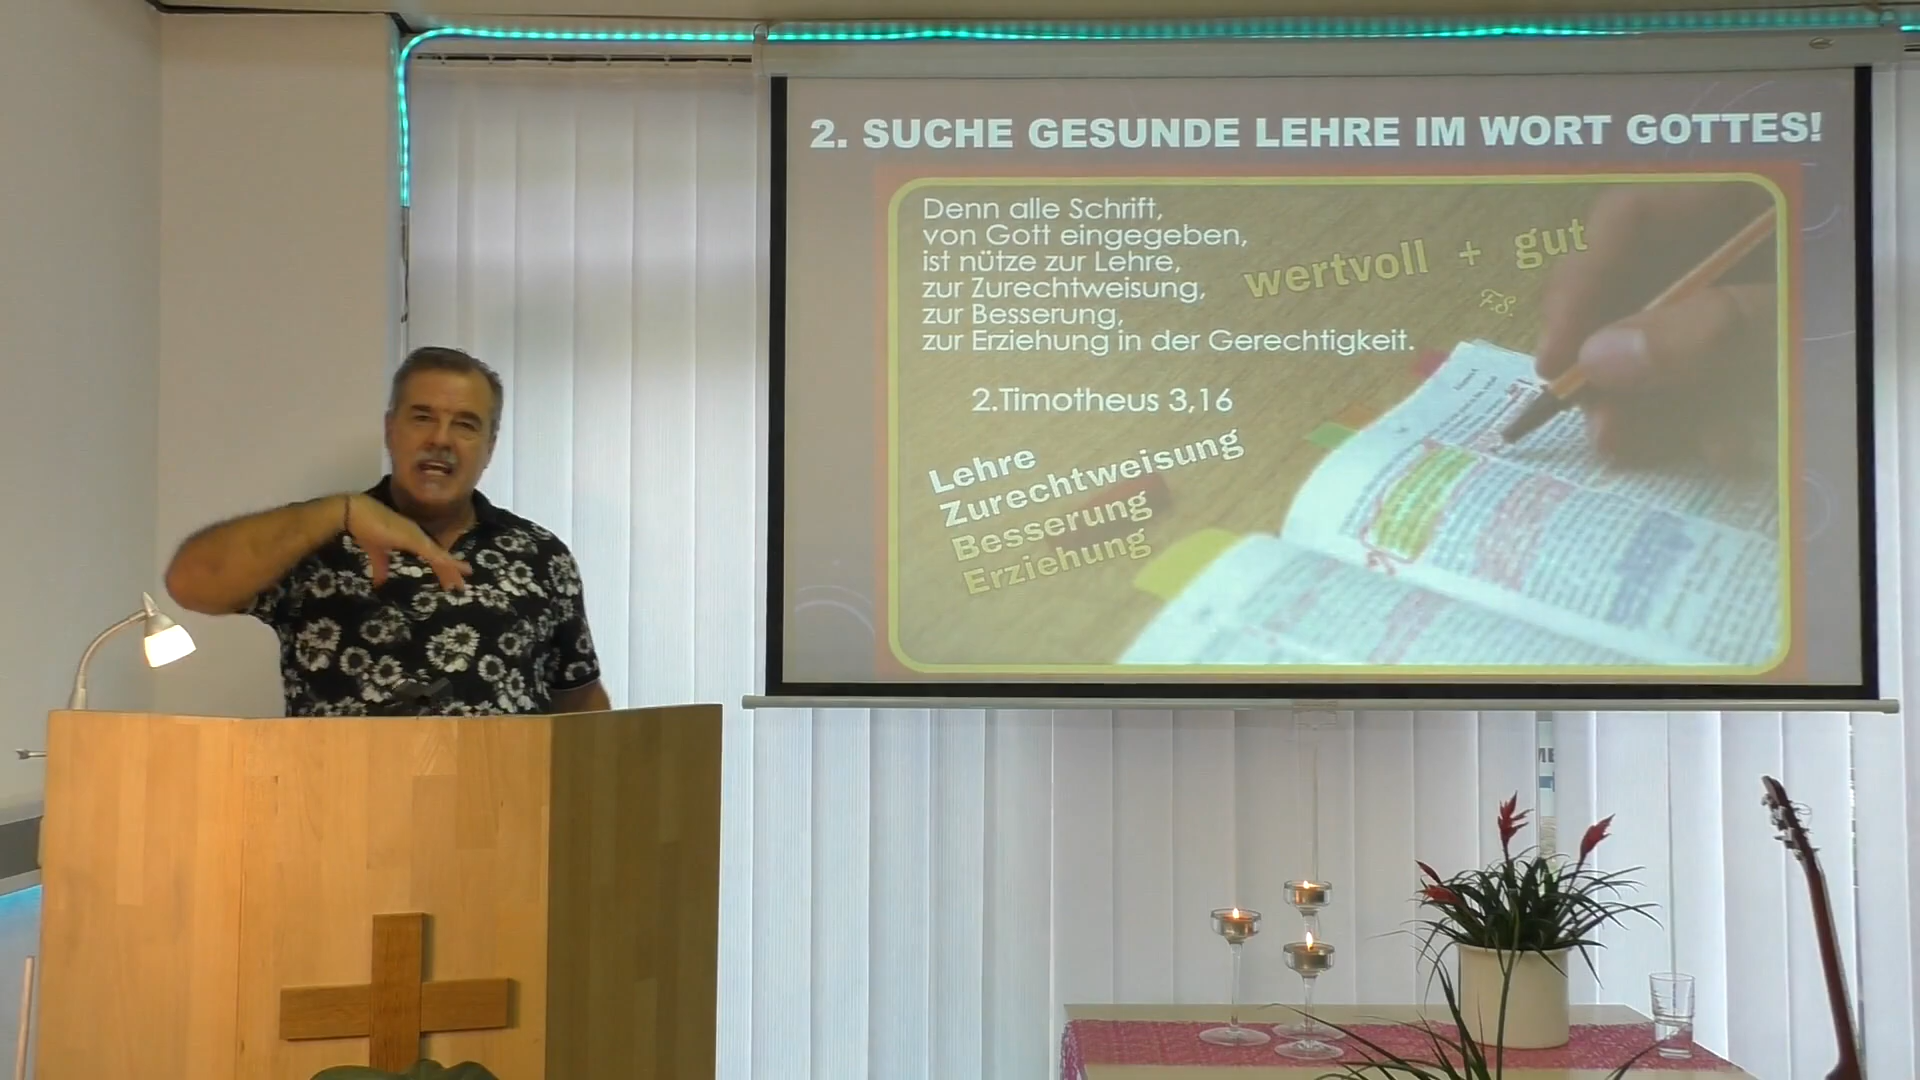 2. SUCHE GESUNDE LEHRE IM WORT GOTTES!
Denn alle Schrift,
von Gott eingegeben,
ist nütze zur Lehre,
zur Zurechtweisung,
zur Besserung,
zur Erziehung in der Gerechtigkeit.
wertvoll + gut
F.S.
2.Timotheus 3,16
Lehre
Zurechtweisung
Besserung
Erziehung